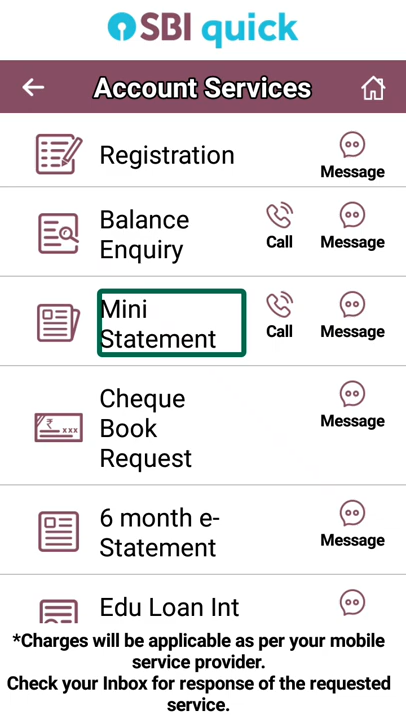 SBI quick
Account Services
Registration
Message
Balance
Enquiry
Call
Message
Mini
Statement
Call
Message
Cheque
Book
Request
₹
xxx
Message
6 month e-
Statement
Message
Edu Loan Int
*Charges will be applicable as per your mobile
service provider.
Check your Inbox for response of the requested
service.